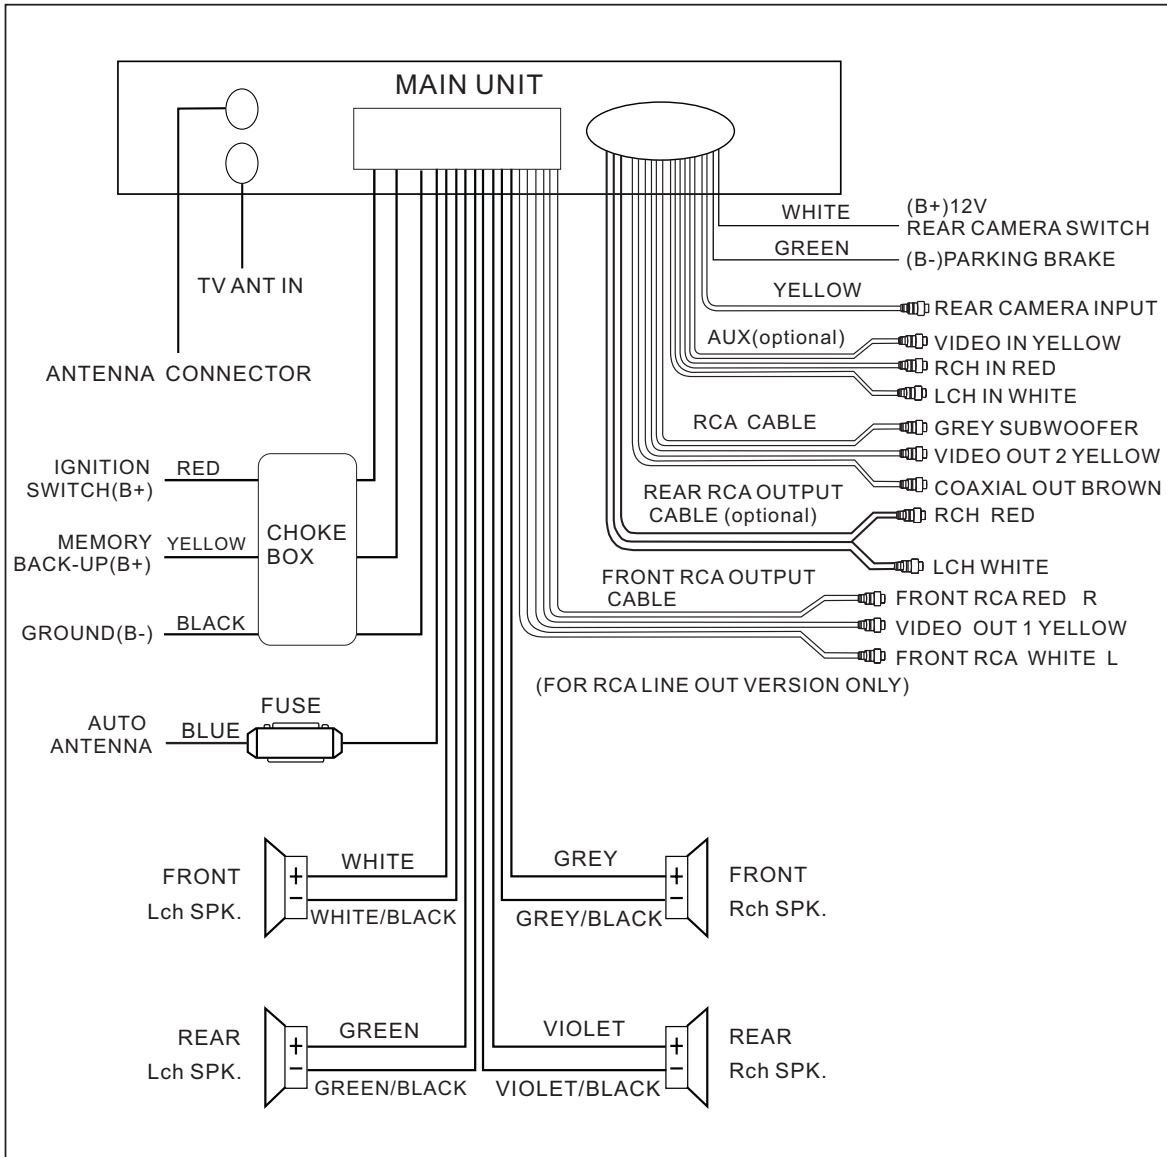 MAIN UNIT
WHITE
(B+)12V
REAR CAMERA SWITCH
GREEN
(B-)PARKING BRAKE
TV ANT IN
YELLOW
REAR CAMERA INPUT
AUX(optional)
VIDEO IN YELLOW
RCH IN RED
LCH IN WHITE
ANTENNA CONNECTOR
RCA CABLE
GREY SUBWOOFER
VIDEO OUT 2 YELLOW
COAXIAL OUT BROWN
IGNITION
SWITCH(B+)
RED
REAR RCA OUTPUT
CABLE (optional)
RCH RED
LCH WHITE
MEMORY
BACK-UP(B+)
YELLOW
CHOKE
BOX
FRONT RCA OUTPUT
CABLE
FRONT RCA RED R
VIDEO OUT 1 YELLOW
FRONT RCA WHITE L
GROUND(B-)
BLACK
(FOR RCA LINE OUT VERSION ONLY)
AUTO
ANTENNA
BLUE
FUSE
FRONT
Lch SPK.
+
−
WHITE
WHITE/BLACK
GREY
GREY/BLACK
+
−
FRONT
Rch SPK.
REAR
Lch SPK.
+
−
GREEN
GREEN/BLACK
VIOLET
VIOLET/BLACK
+
−
REAR
Rch SPK.